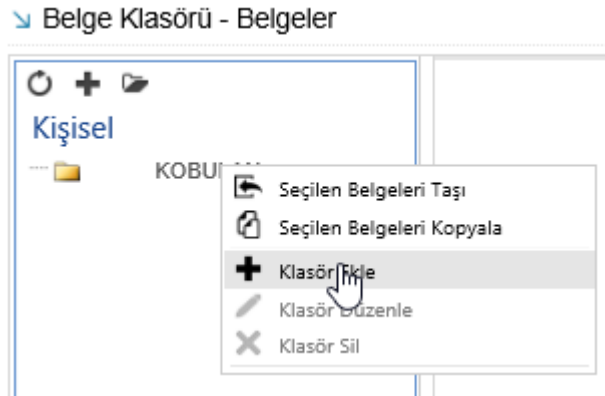 Belge Klasörü - Belgeler
Kişisel
Seçilen Belgeleri Taşı
Seçilen Belgeleri Kopyala
Klasör Ekle
Klasör Düzenle
Klasör Sil